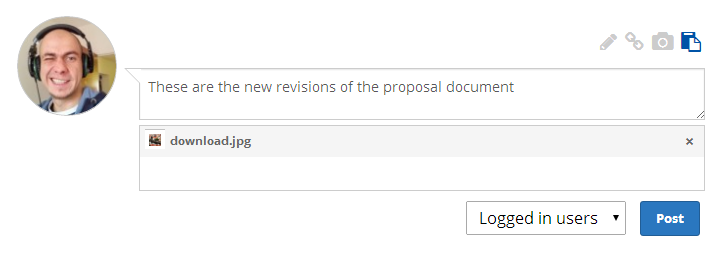 These are the new revisions of the proposal document
download.jpg
×
Logged in users
Post